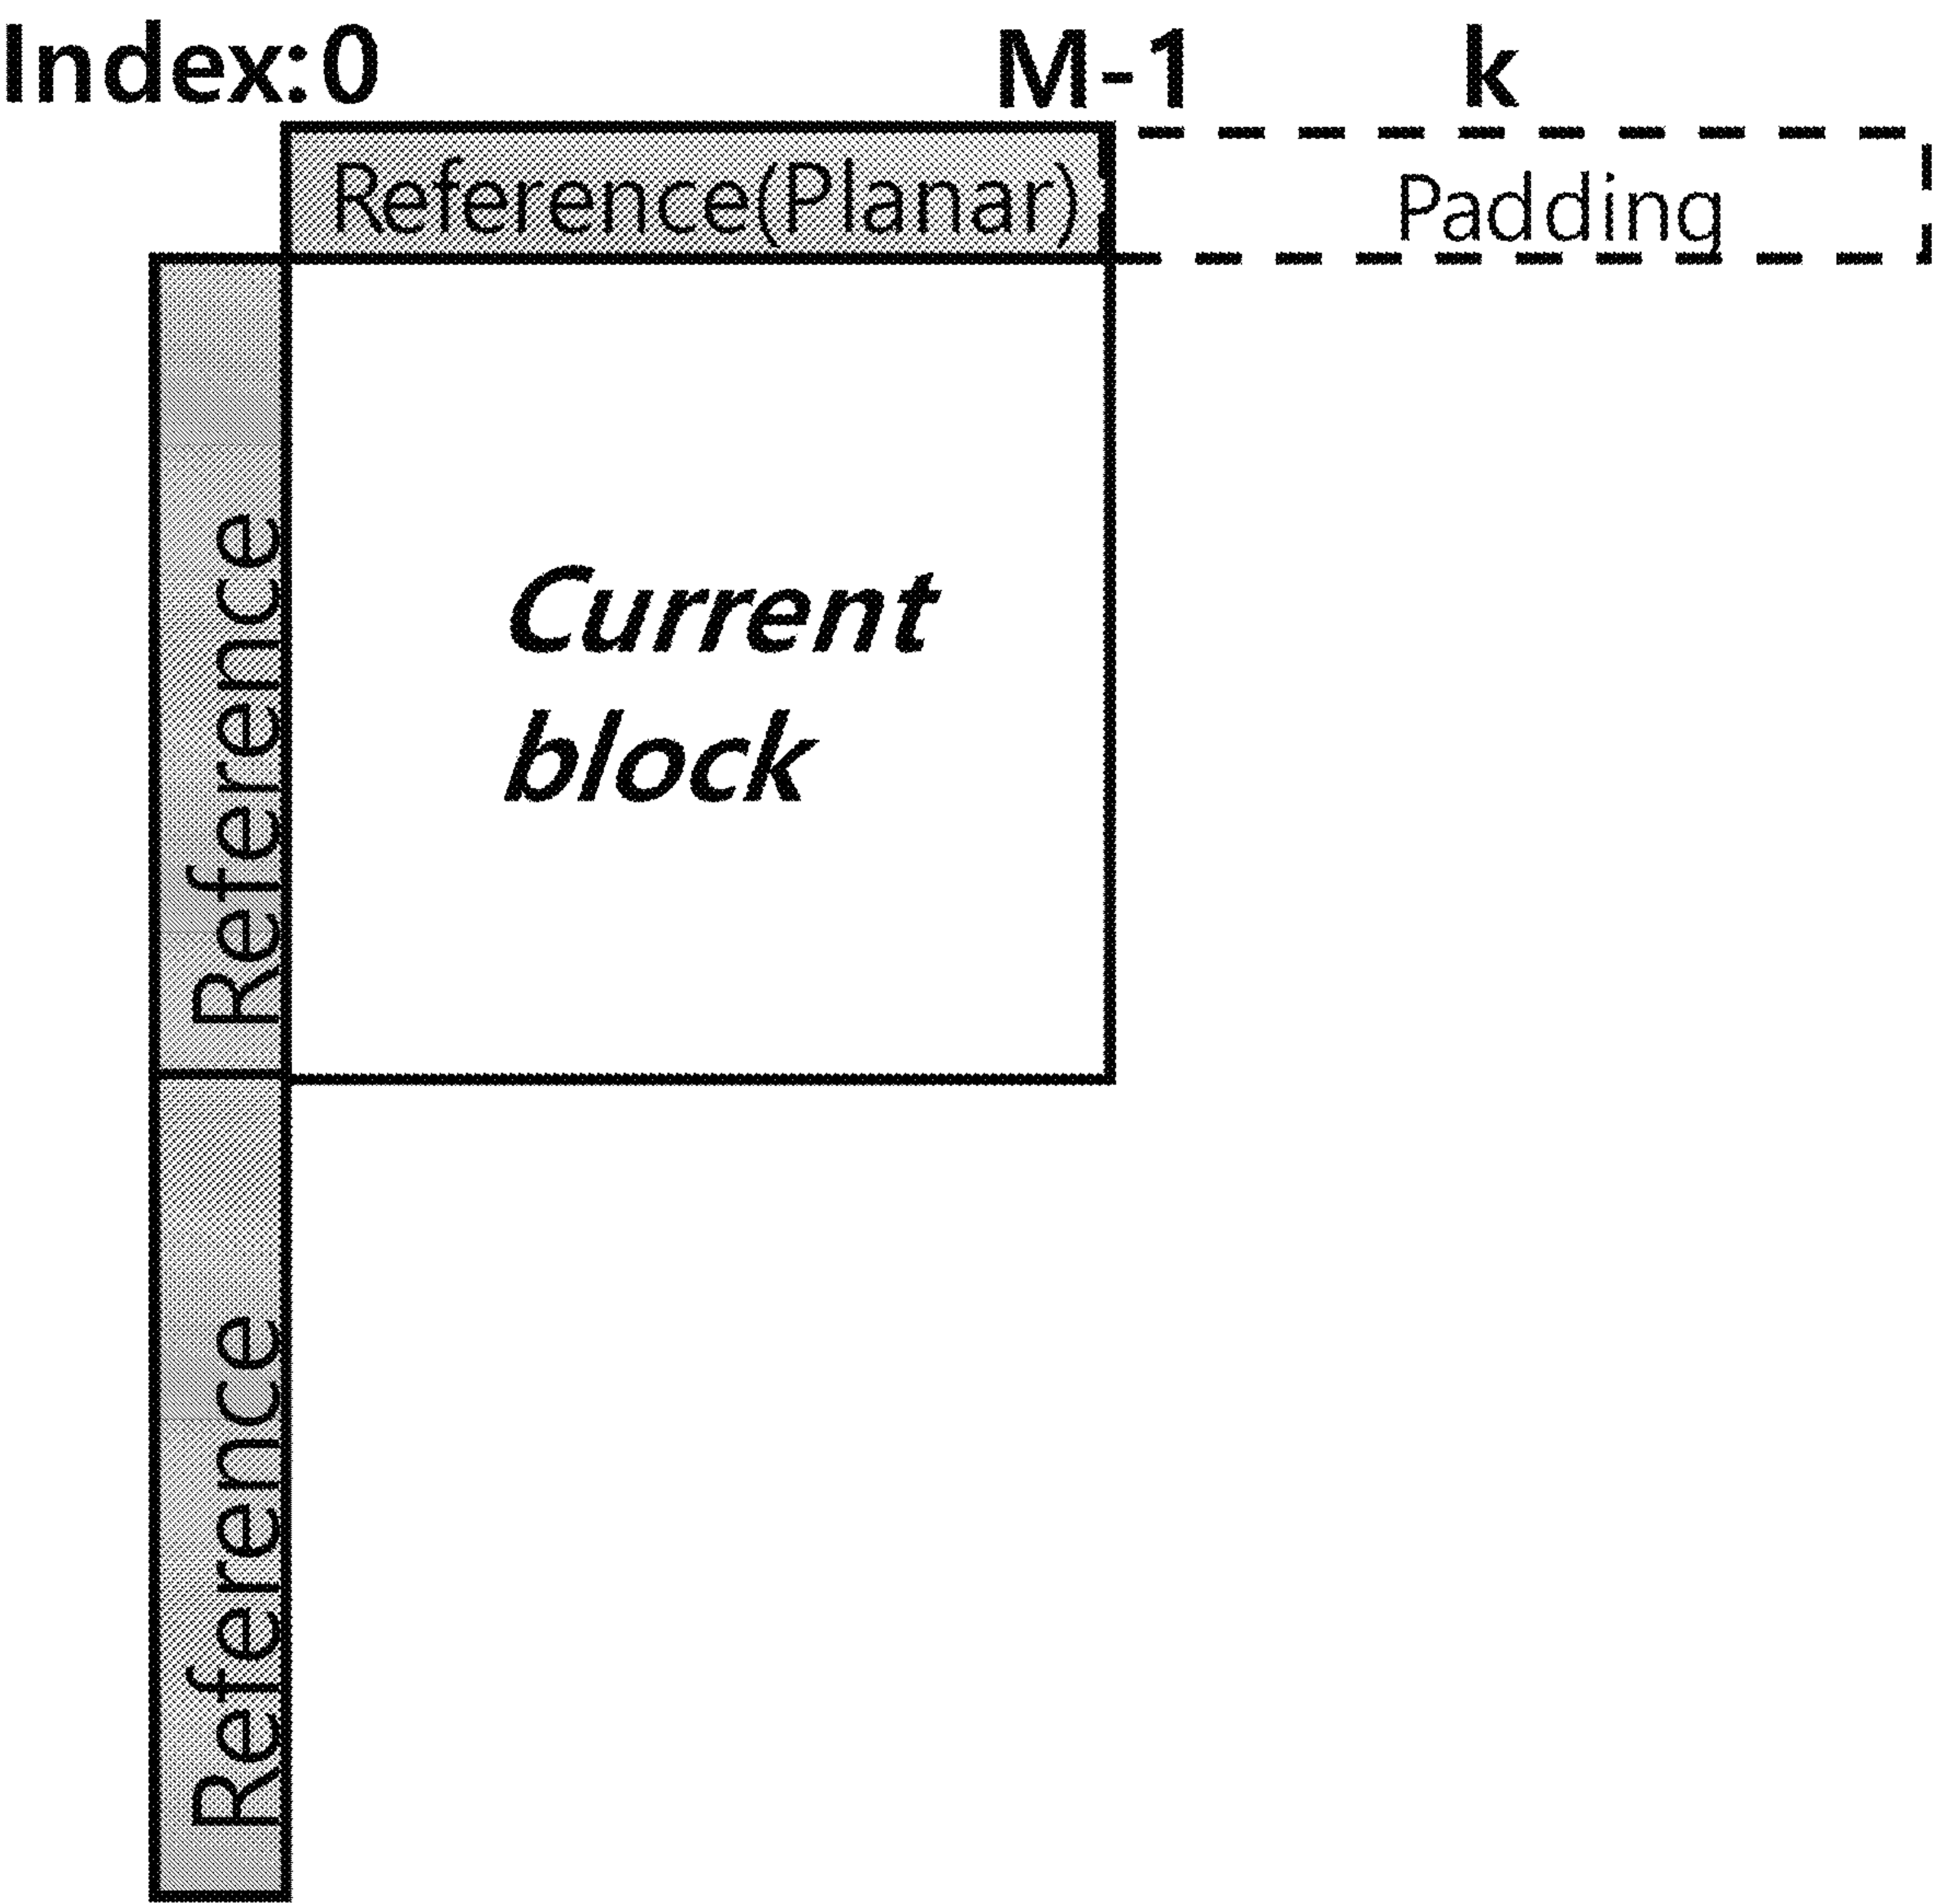 Index:0 M-1 k
Reference(Planar) Padding
Reference
Current
block
Reference